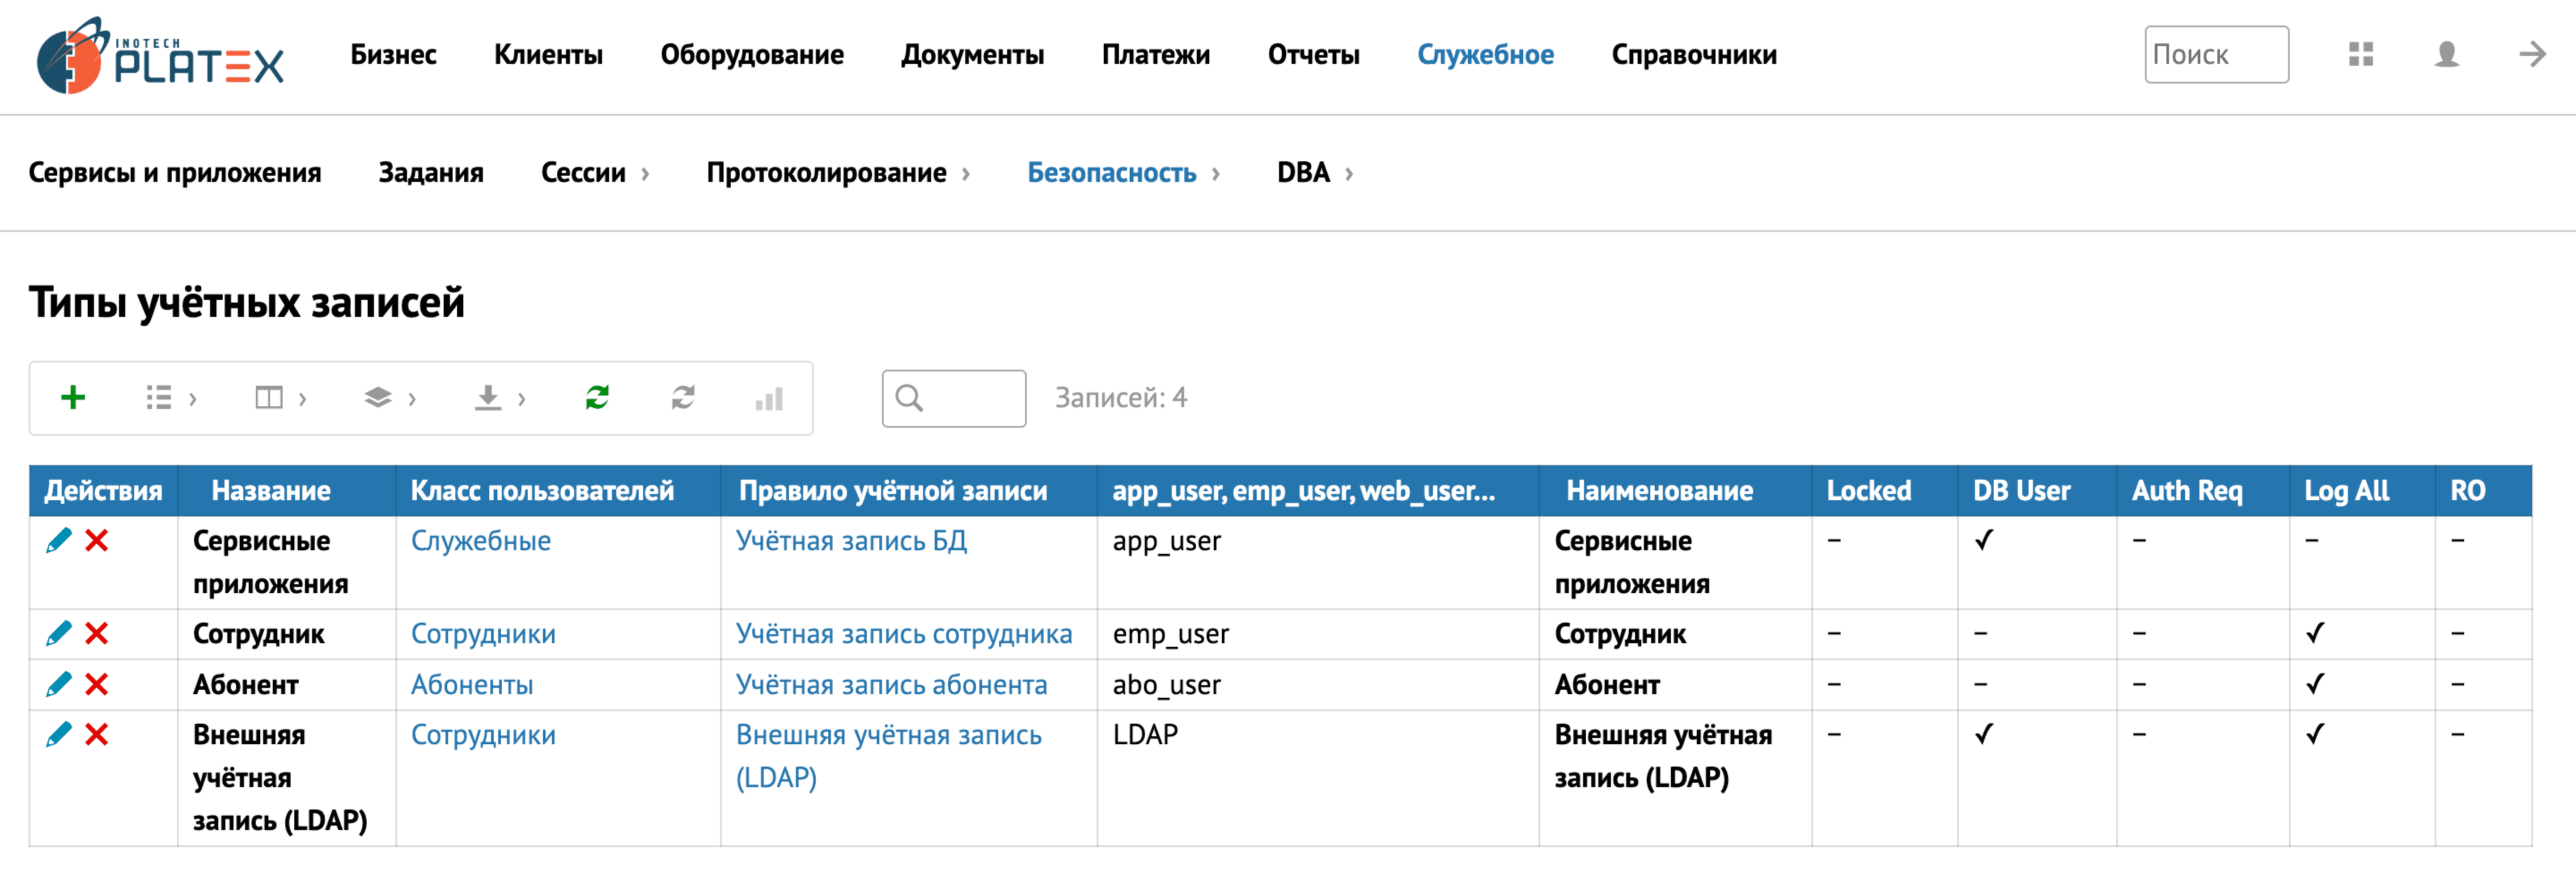 INOTECH
PLATEX
Бизнес Клиенты Оборудование Документы Платежи Отчеты Служебное Справочники Поиск
Сервисы и приложения Задания Сессии › Протоколирование › Безопасность › DBA ›
Типы учётных записей
Записей: 4
Действия Название Класс пользователей Правило учётной записи app_user, emp_user, web_user... Наименование Locked DB User Auth Req Log All RO
Сервисные Служебные Учётная запись БД app_user Сервисные – ✓ – – –
приложения приложения
Сотрудник Сотрудники Учётная запись сотрудника emp_user Сотрудник – – – ✓ –
Абонент Абоненты Учётная запись абонента abo_user Абонент – – – ✓ –
Внешняя Сотрудники Внешняя учётная запись LDAP Внешняя учётная – ✓ – ✓ –
учётная (LDAP) запись (LDAP)
запись (LDAP)